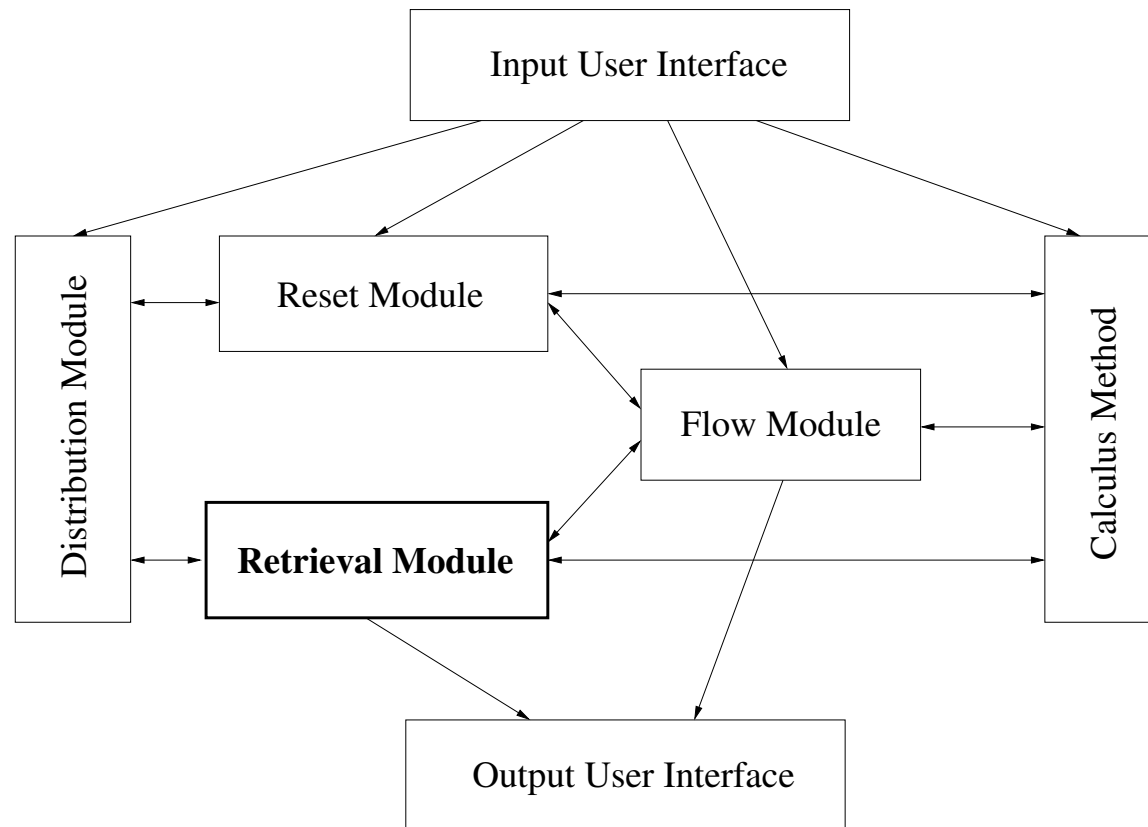 Input User Interface
Distribution Module
Reset Module
Flow Module
Calculus Method
Retrieval Module
Output User Interface